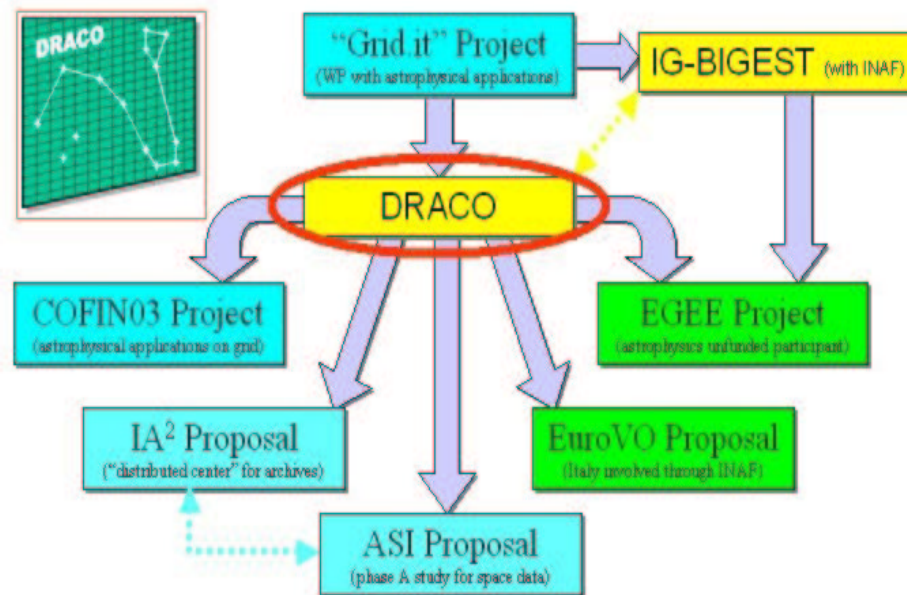 DRACO
“Grid.it” Project
(WP with astrophysical applications)
IG-BIGEST (with INAF)
DRACO
COFIN03 Project
(astrophysical applications on grid)
EGEE Project
(astrophysics unfunded participant)
IA² Proposal
(“distributed center” for archives)
EuroVO Proposal
(Italy involved through INAF)
ASI Proposal
(phase A study for space data)